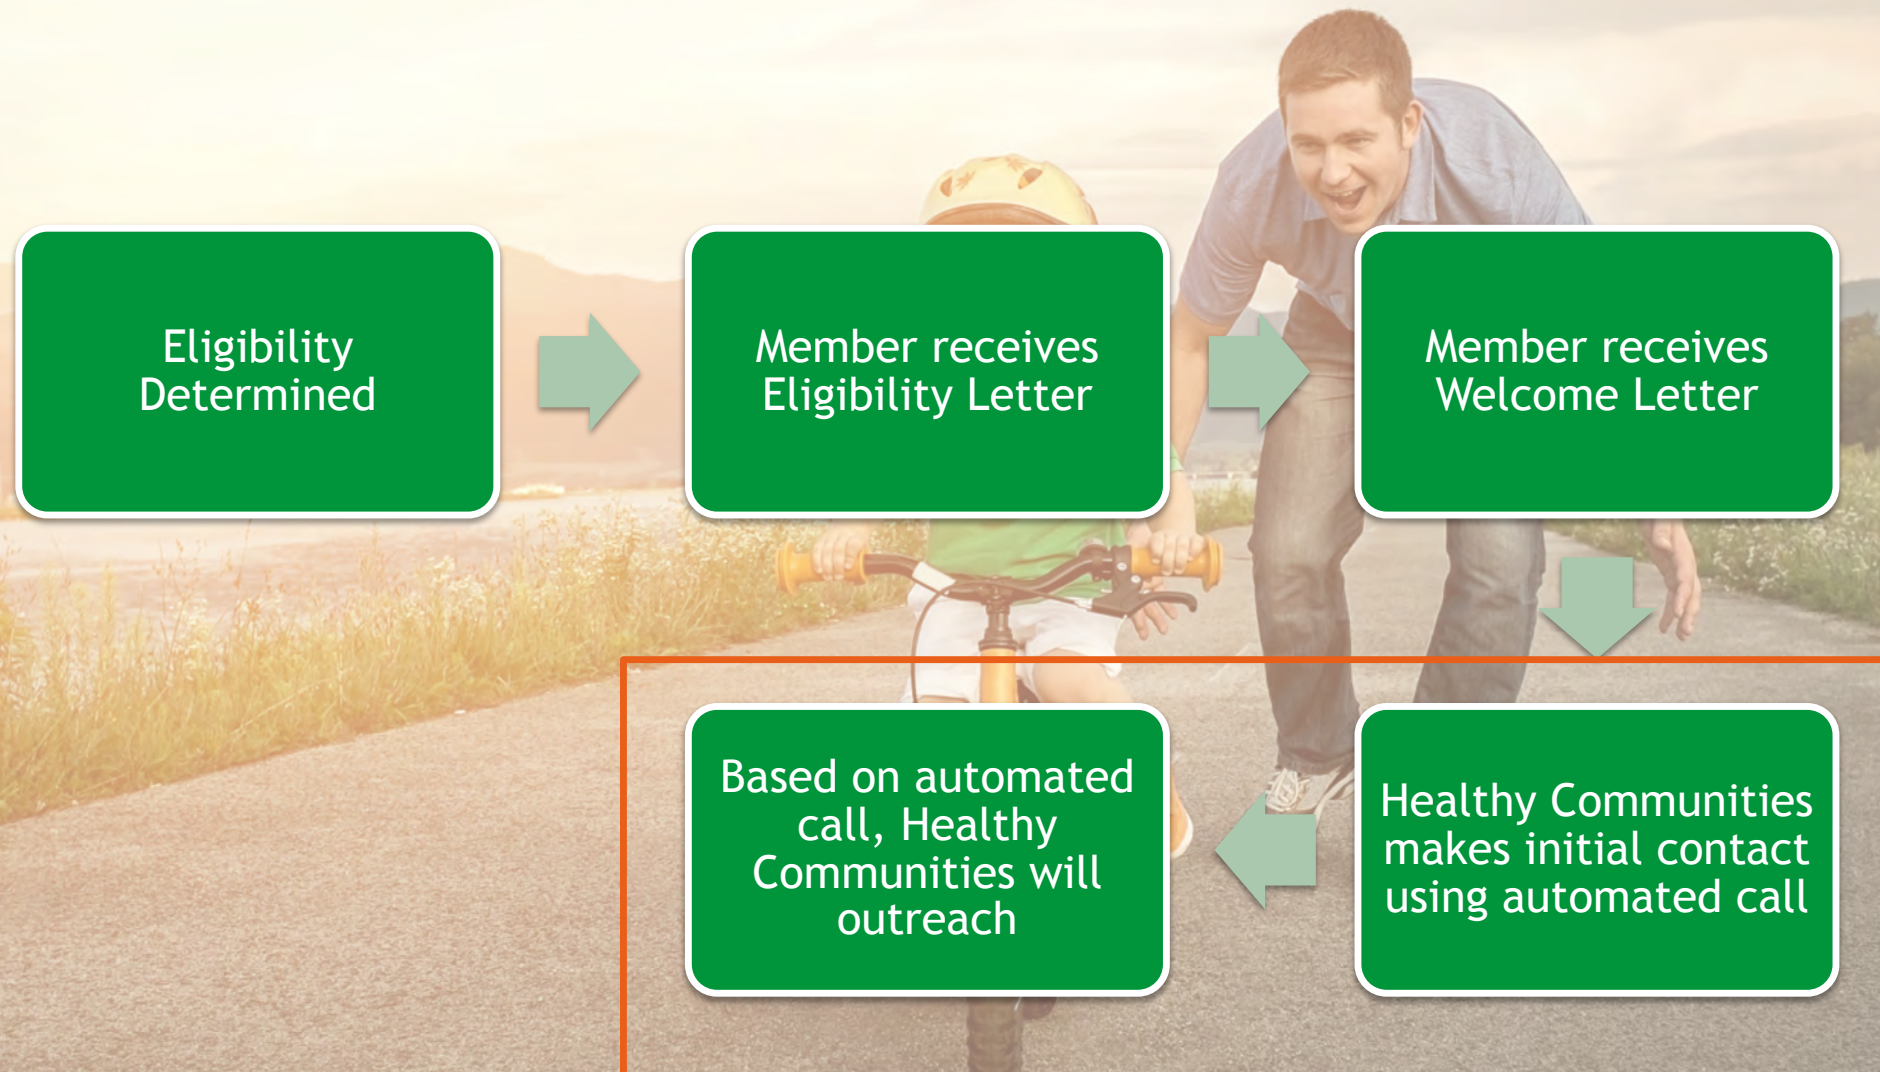 Eligibility
Determined
Member receives
Eligibility Letter
Member receives
Welcome Letter
Healthy Communities
makes initial contact
using automated call
Based on automated
call, Healthy
Communities will
outreach